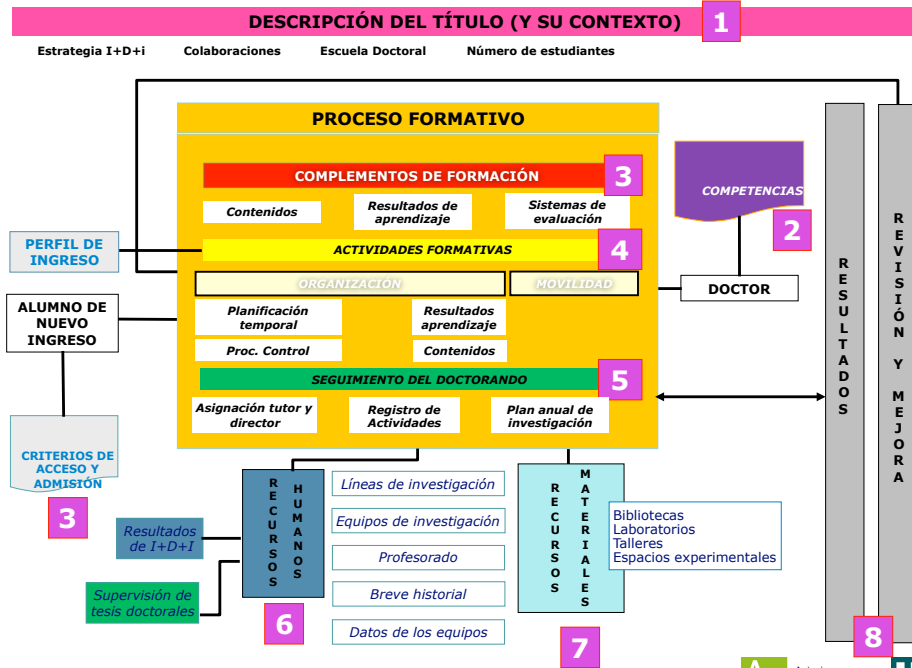 DESCRIPCIÓN DEL TÍTULO (Y SU CONTEXTO)
1
Estrategia I+D+i
Colaboraciones
Escuela Doctoral
Número de estudiantes
PROCESO FORMATIVO
COMPLEMENTOS DE FORMACIÓN
3
Contenidos
Resultados de
aprendizaje
Sistemas de
evaluación
COMPETENCIAS
2
PERFIL DE
INGRESO
ACTIVIDADES FORMATIVAS
4
ORGANIZACIÓN
MOVILIDAD
DOCTOR
ALUMNO DE
NUEVO
INGRESO
Planificación
temporal
Resultados
aprendizaje
Proc. Control
Contenidos
SEGUIMIENTO DEL DOCTORANDO
5
Asignación tutor y
director
Registro de
Actividades
Plan anual de
investigación
RESULTADOS
REVISIÓN Y MEJORA
CRITERIOS DE
ACCESO Y
ADMISIÓN
3
RECURSOS
HUMANOS
6
Resultados
de I+D+I
Supervisión de
tesis doctorales
Líneas de investigación
Equipos de investigación
Profesorado
Breve historial
Datos de los equipos
RECURSOS
MATERIALES
7
Bibliotecas
Laboratorios
Talleres
Espacios experimentales
8